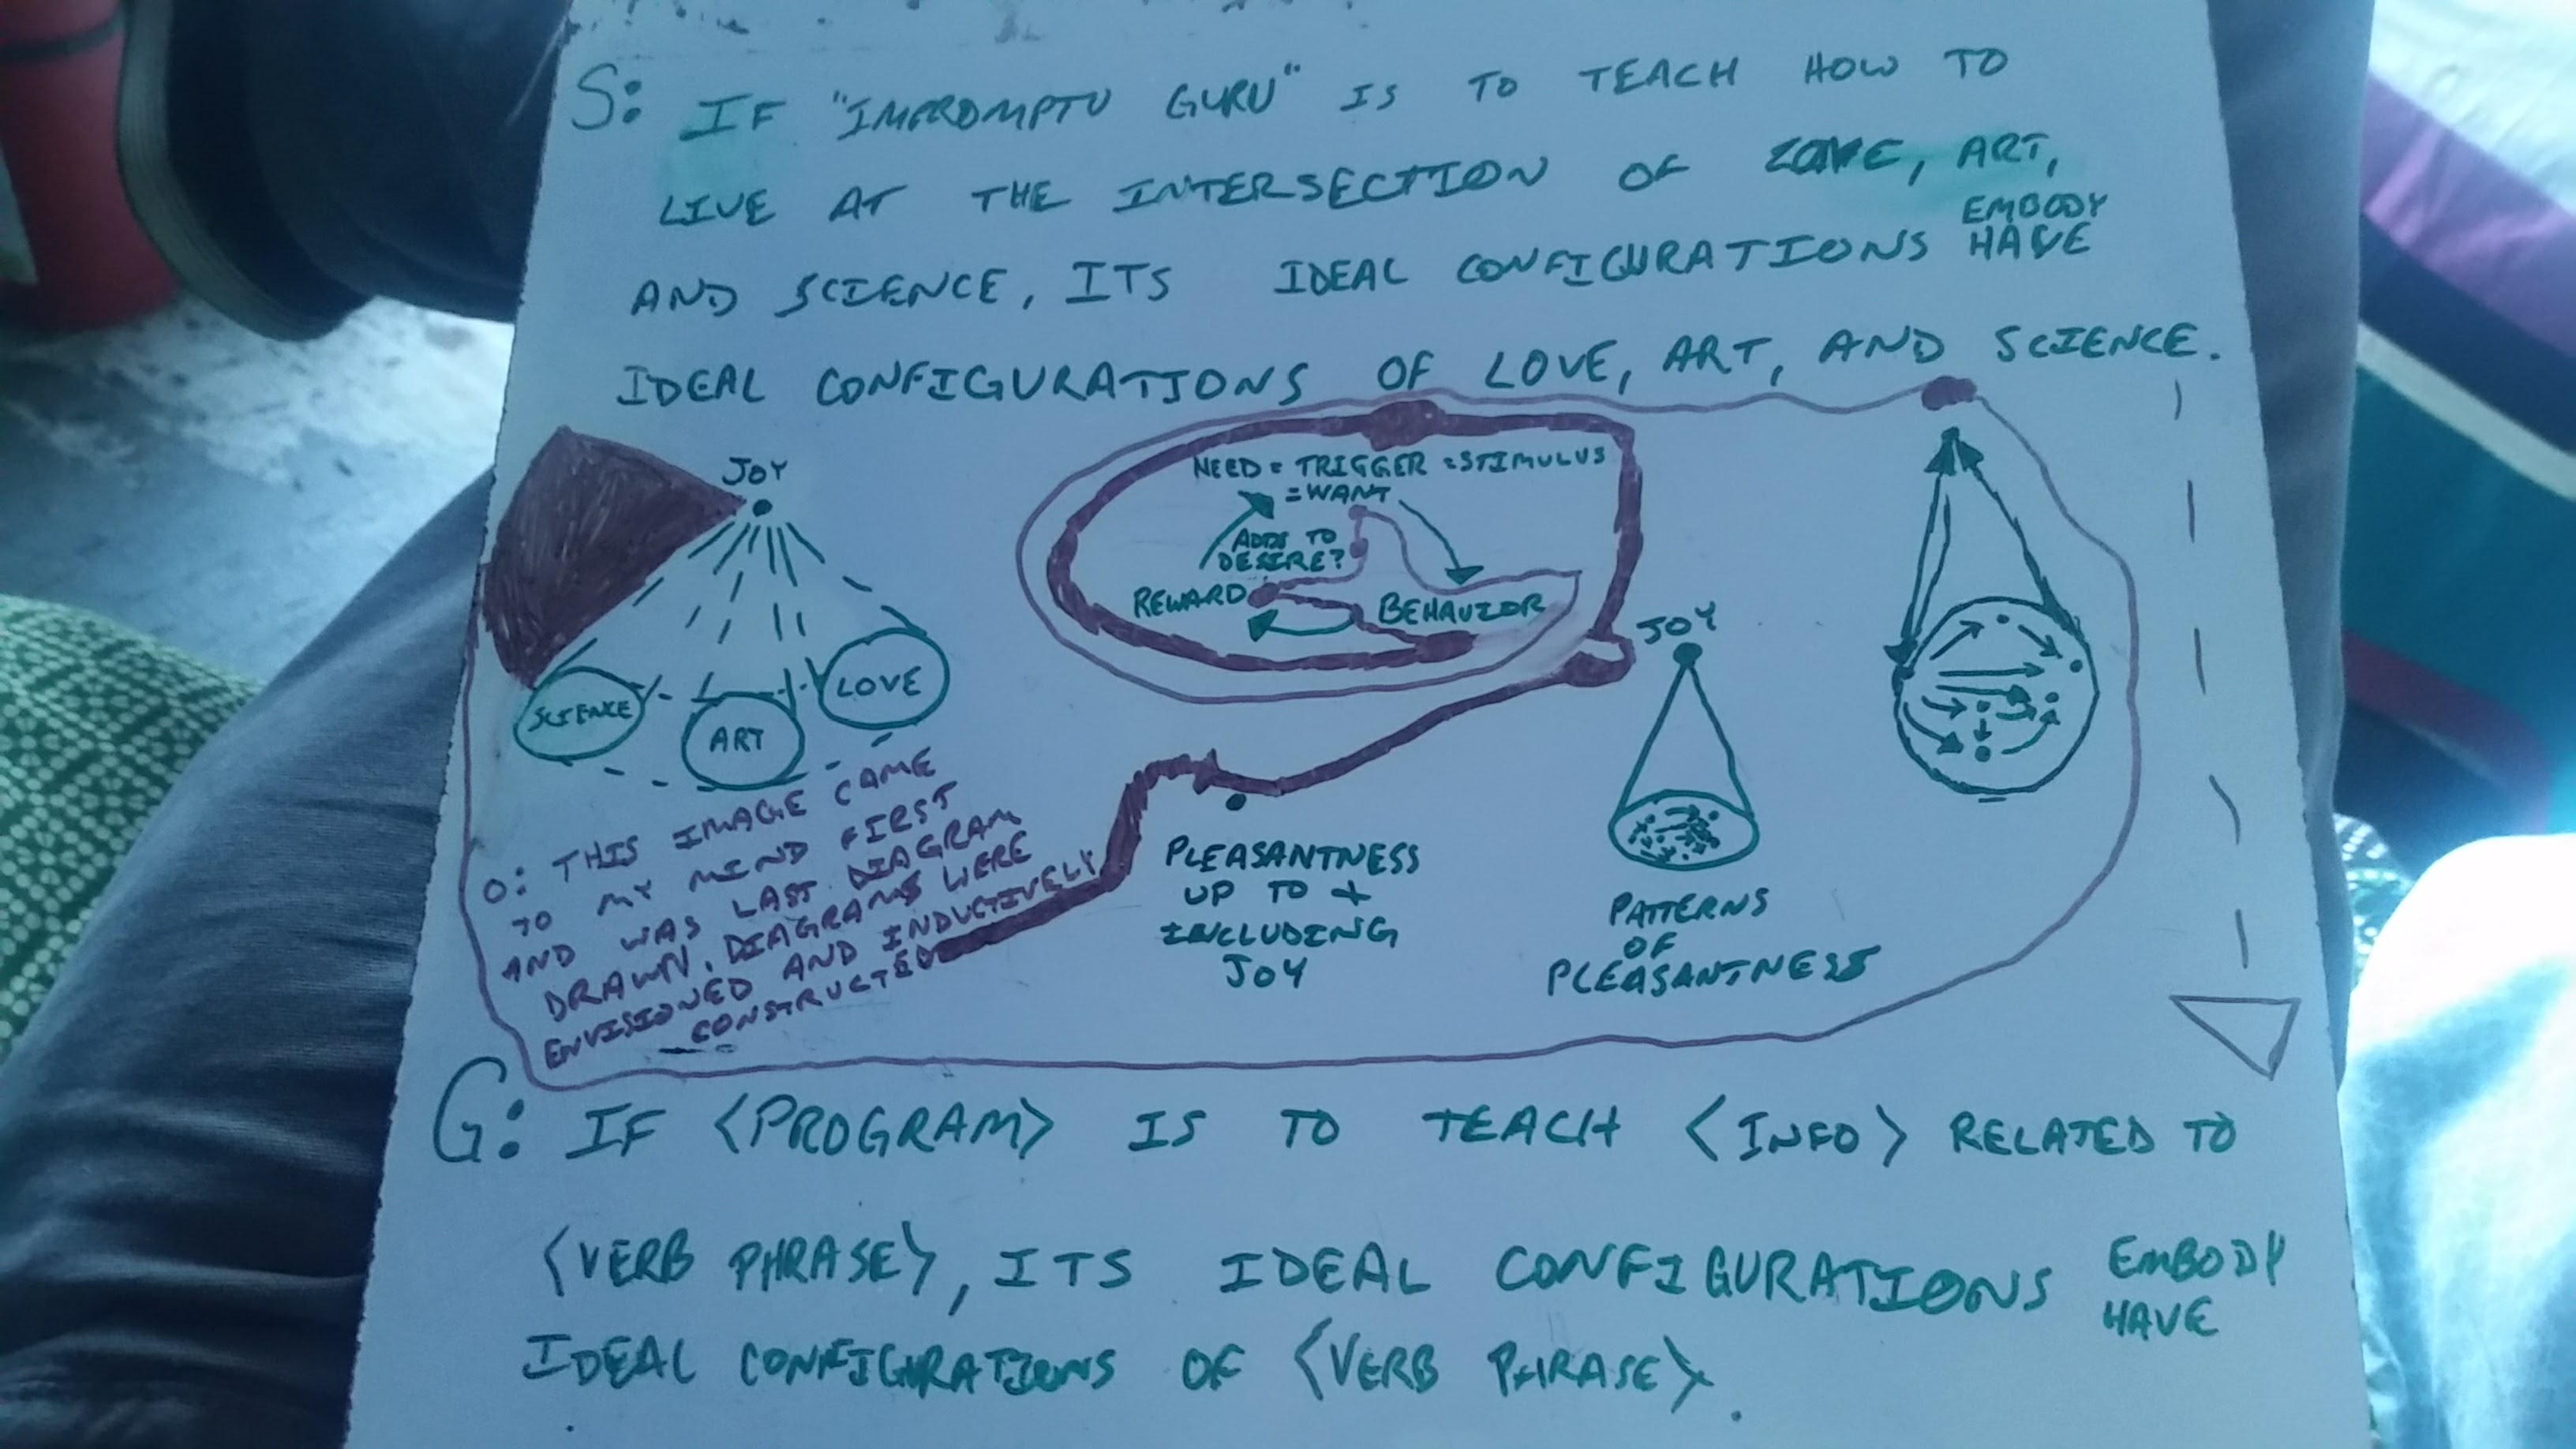 S: IF "IMPROMPTU GURU" IS TO TEACH HOW TO
LIVE AT THE INTERSECTION OF LOVE, ART,
EMBODY
AND SCIENCE, ITS IDEAL CONFIGURATIONS HAVE
IDEAL CONFIGURATIONS OF LOVE, ART, AND SCIENCE.
JOY
SCIENCE
ART
LOVE
O: THIS IMAGE CAME
TO MY MIND FIRST
AND WAS LAST DIAGRAM
DRAWN. DIAGRAMS WERE
ENVISIONED AND INDUCTIVELY
CONSTRUCTED
NEED = TRIGGER = STIMULUS
= WANT
ADDS TO
DESIRE?
REWARD
BEHAVIOR
PLEASANTNESS
UP TO +
INCLUDING
JOY
JOY
PATTERNS
OF
PLEASANTNESS
G: IF <PROGRAM> IS TO TEACH <INFO> RELATED TO
<VERB PHRASE>, ITS IDEAL CONFIGURATIONS EMBODY
HAVE
IDEAL CONFIGURATIONS OF <VERB PHRASE>.